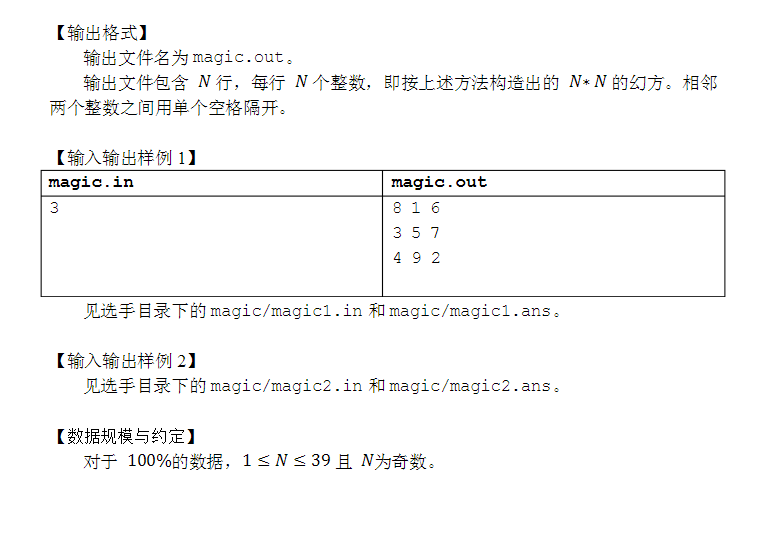 【输出格式】
输出文件名为 magic.out。
输出文件包含 N 行，每行 N 个整数，即按上述方法构造出的 N*N 的幻方。相邻
两个整数之间用单个空格隔开。
【输入输出样例 1】
magic.in magic.out
3 8 1 6
3 5 7
4 9 2
见选手目录下的 magic/magic1.in 和 magic/magic1.ans。
【输入输出样例 2】
见选手目录下的 magic/magic2.in 和 magic/magic2.ans。
【数据规模与约定】
对于 100%的数据，1 ≤ N ≤ 39 且 N为奇数。